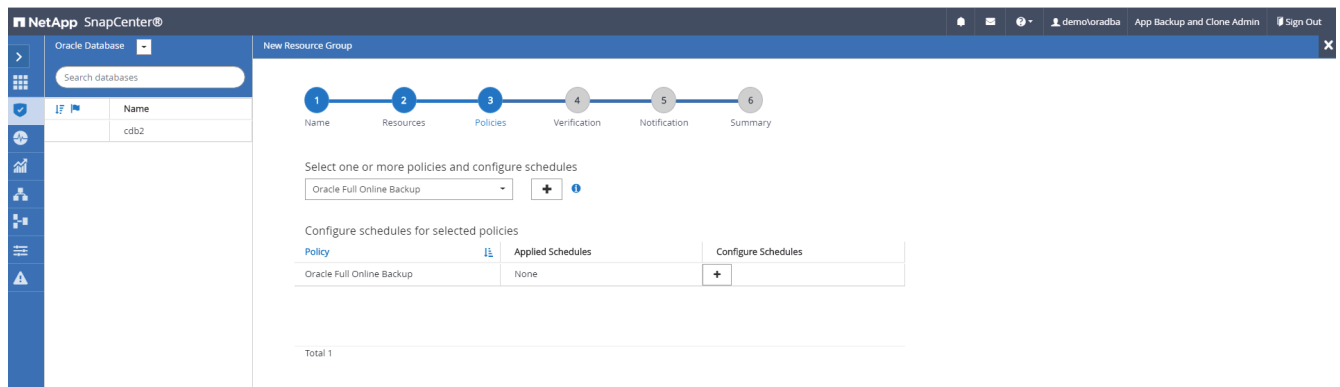 NetApp SnapCenter®
demo\oradba App Backup and Clone Admin Sign Out
Oracle Database
New Resource Group
Search databases
Name
cdb2
1 2 3 4 5 6
Name Resources Policies Verification Notification Summary
Select one or more policies and configure schedules
Oracle Full Online Backup
Configure schedules for selected policies
Policy Applied Schedules Configure Schedules
Oracle Full Online Backup None
Total 1